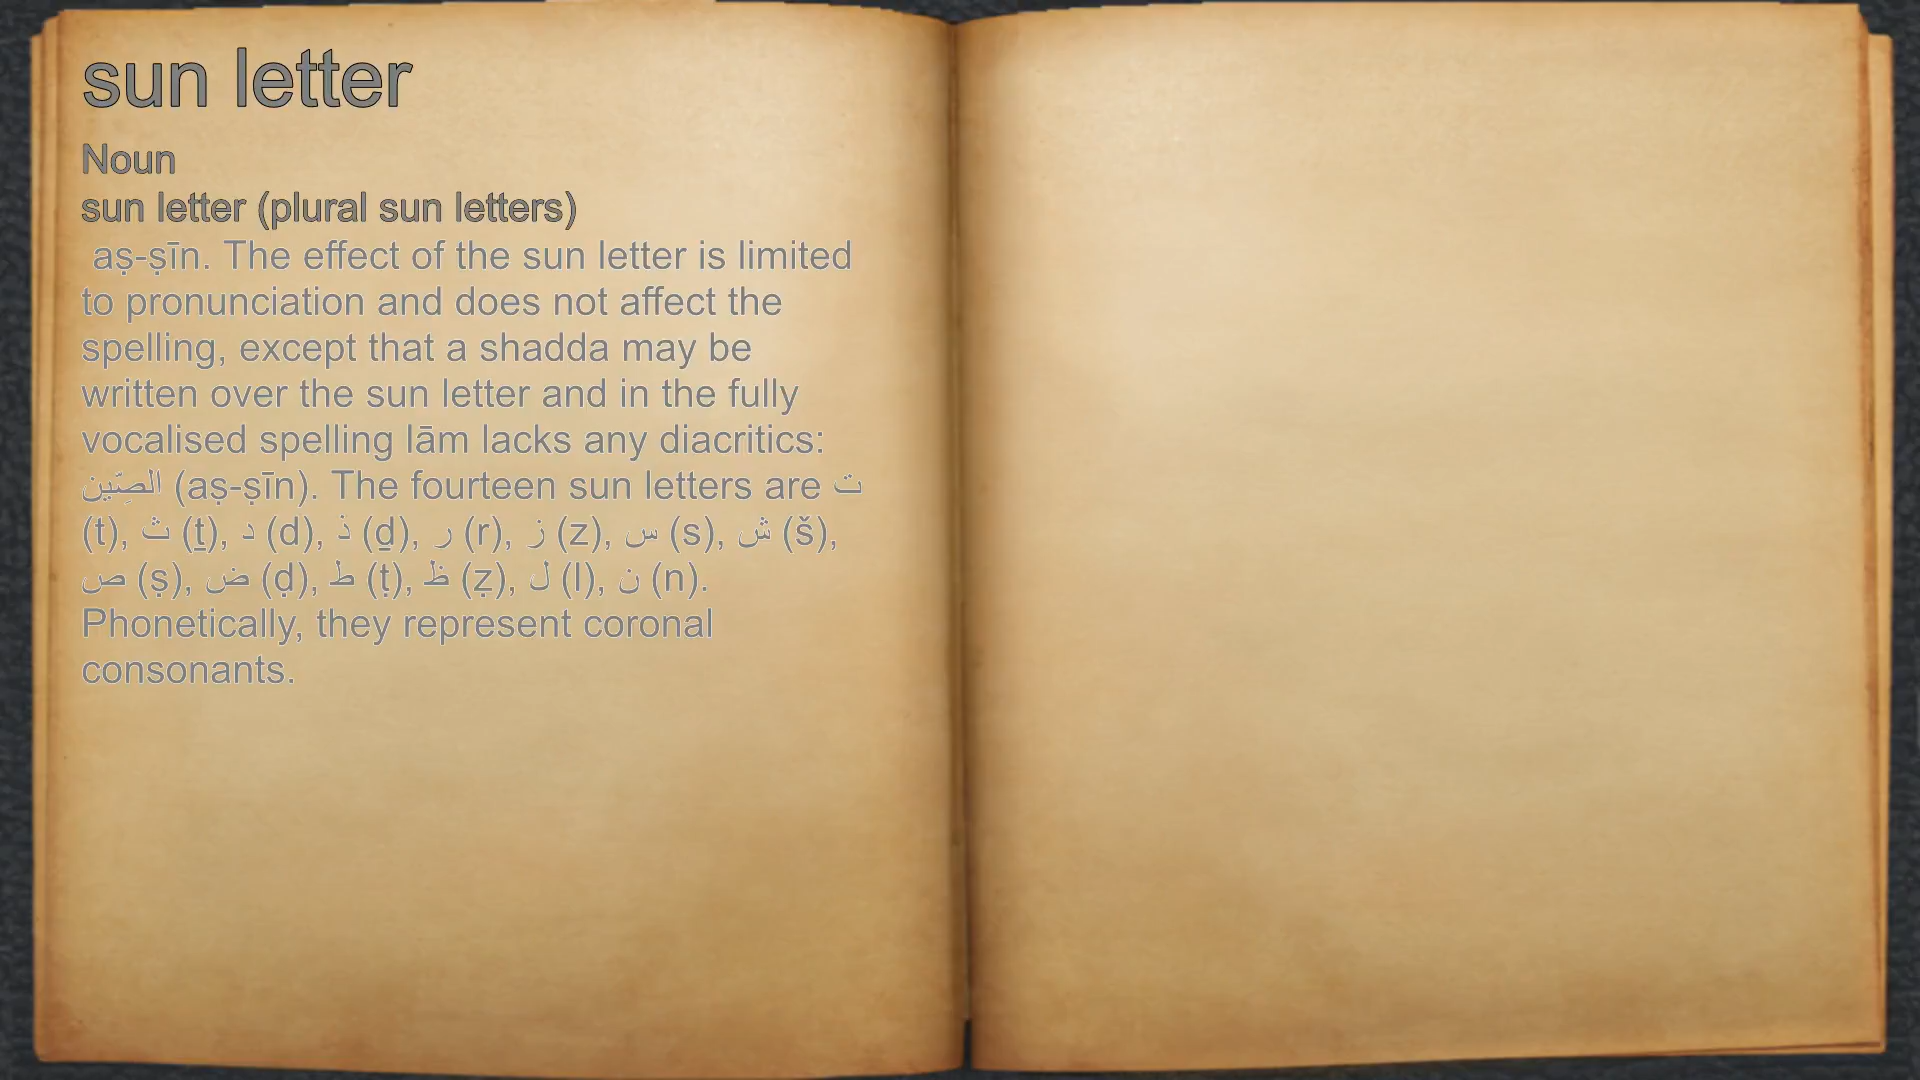 sun letter
Noun
sun letter (plural sun letters)
aṣ-ṣīn. The effect of the sun letter is limited
to pronunciation and does not affect the
spelling, except that a shadda may be
written over the sun letter and in the fully
vocalised spelling lām lacks any diacritics:
الصِّين (aṣ-ṣīn). The fourteen sun letters are ت
(t), ث (ṯ), د (d), ذ (ḏ), ر (r), ز (z), س (s), ش (š),
ص (ṣ), ض (ḍ), ط (ṭ), ظ (ẓ), ل (l), ن (n).
Phonetically, they represent coronal
consonants.